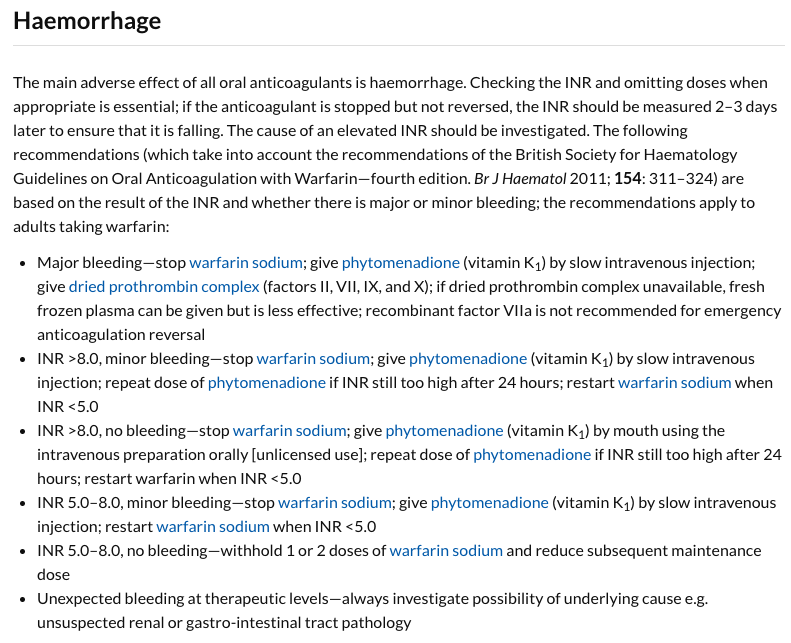 Haemorrhage
The main adverse effect of all oral anticoagulants is haemorrhage. Checking the INR and omitting doses when
appropriate is essential; if the anticoagulant is stopped but not reversed, the INR should be measured 2–3 days
later to ensure that it is falling. The cause of an elevated INR should be investigated. The following
recommendations (which take into account the recommendations of the British Society for Haematology
Guidelines on Oral Anticoagulation with Warfarin—fourth edition. Br J Haematol 2011; 154: 311–324) are
based on the result of the INR and whether there is major or minor bleeding; the recommendations apply to
adults taking warfarin:
• Major bleeding—stop warfarin sodium; give phytomenadione (vitamin K₁) by slow intravenous injection;
give dried prothrombin complex (factors II, VII, IX, and X); if dried prothrombin complex unavailable, fresh
frozen plasma can be given but is less effective; recombinant factor VIIa is not recommended for emergency
anticoagulation reversal
• INR >8.0, minor bleeding—stop warfarin sodium; give phytomenadione (vitamin K₁) by slow intravenous
injection; repeat dose of phytomenadione if INR still too high after 24 hours; restart warfarin sodium when
INR <5.0
• INR >8.0, no bleeding—stop warfarin sodium; give phytomenadione (vitamin K₁) by mouth using the
intravenous preparation orally [unlicensed use]; repeat dose of phytomenadione if INR still too high after 24
hours; restart warfarin when INR <5.0
• INR 5.0–8.0, minor bleeding—stop warfarin sodium; give phytomenadione (vitamin K₁) by slow intravenous
injection; restart warfarin sodium when INR <5.0
• INR 5.0–8.0, no bleeding—withhold 1 or 2 doses of warfarin sodium and reduce subsequent maintenance
dose
• Unexpected bleeding at therapeutic levels—always investigate possibility of underlying cause e.g.
unsuspected renal or gastro-intestinal tract pathology